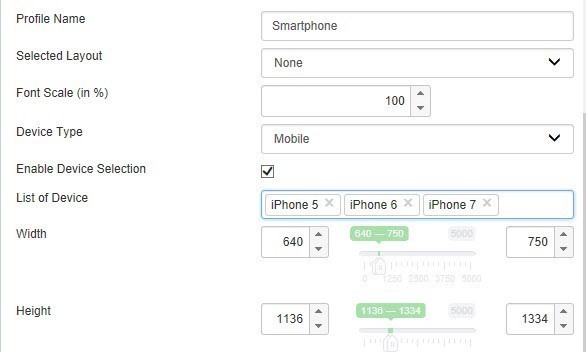 Profile Name Smartphone
Selected Layout None
Font Scale (in %) 100
Device Type Mobile
Enable Device Selection
List of Device iPhone 5 × iPhone 6 × iPhone 7 ×
Width 640 640 — 750 5000 750
0 1250 2500 3750 5000
Height 1136 1136 — 1334 5000 1334